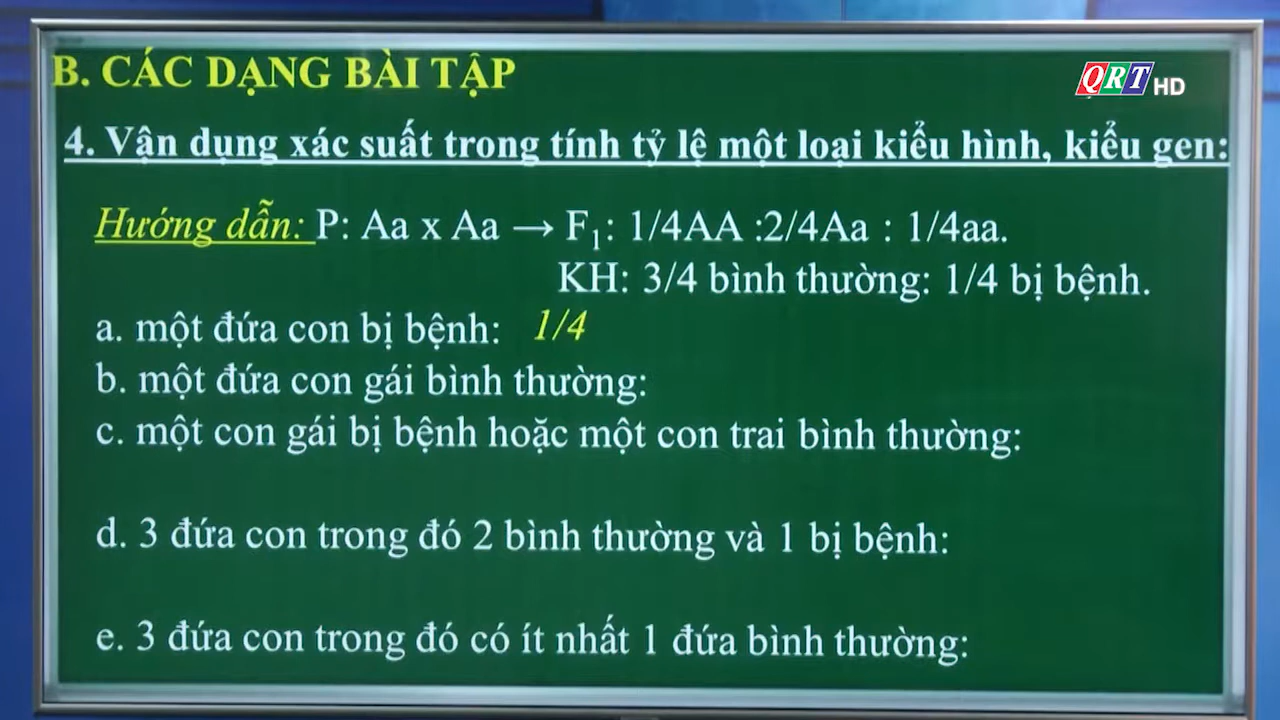 B. CÁC DẠNG BÀI TẬP
QRT HD
4. Vận dụng xác suất trong tính tỷ lệ một loại kiểu hình, kiểu gen:
Hướng dẫn: P: Aa x Aa → F₁: 1/4AA :2/4Aa : 1/4aa.
KH: 3/4 bình thường: 1/4 bị bệnh.
a. một đứa con bị bệnh: 1/4
b. một đứa con gái bình thường:
c. một con gái bị bệnh hoặc một con trai bình thường:
d. 3 đứa con trong đó 2 bình thường và 1 bị bệnh:
e. 3 đứa con trong đó có ít nhất 1 đứa bình thường: